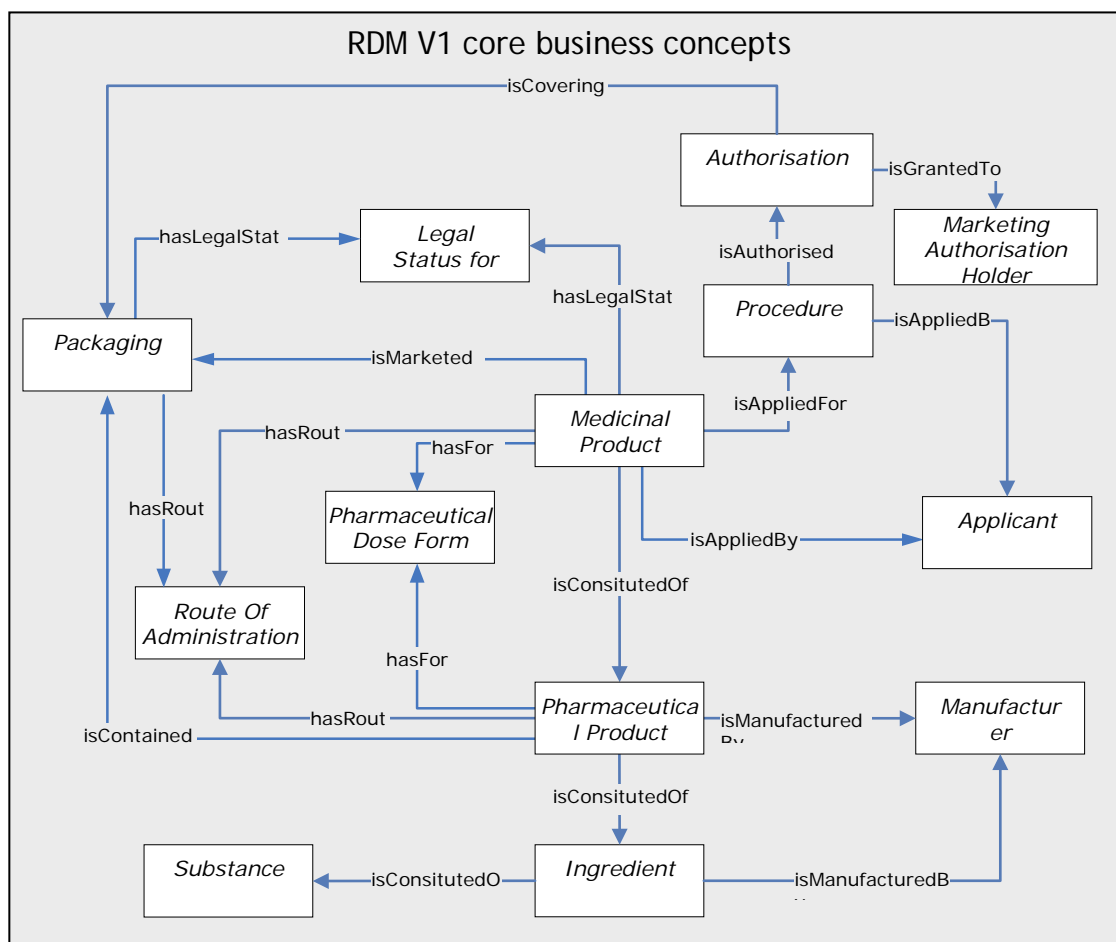 RDM V1 core business concepts
isCovering
Authorisation
isGrantedTo
Marketing
Authorisation
Holder
hasLegalStat
Legal
Status for
isAuthorised
hasLegalStat
Procedure
isAppliedB
Packaging
isMarketed
isAppliedFor
Medicinal
Product
hasRout
hasFor
hasRout
Pharmaceutical
Dose Form
Applicant
isAppliedBy
isConsitutedOf
Route Of
Administration
hasFor
Pharmaceutica
l Product
Manufactur
er
hasRout
isManufactured
By
isContained
isConsitutedOf
Substance
isConsitutedO
Ingredient
isManufacturedB